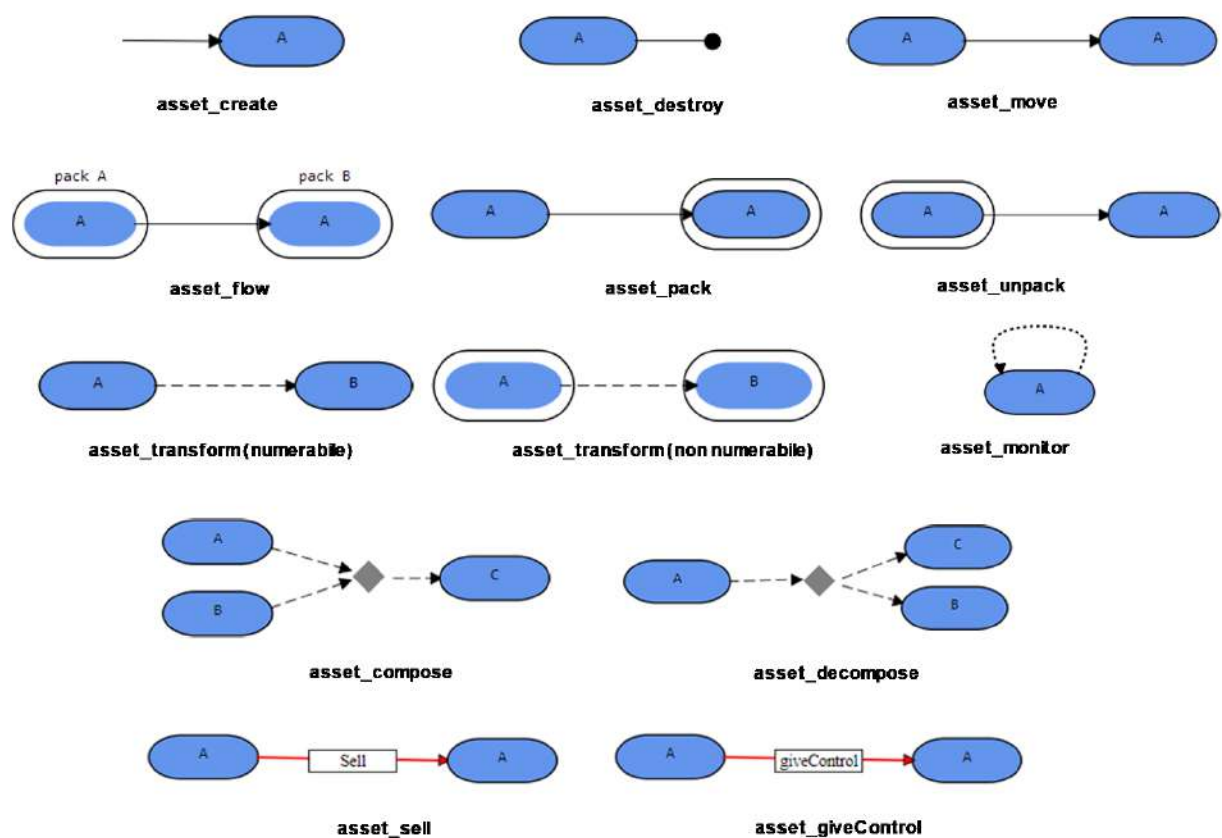 A
A
A
A
asset_create
asset_destroy
asset_move
pack A
pack B
A
A
A
A
A
A
asset_flow
asset_pack
asset_unpack
A
B
A
B
A
asset_transform(numerabile)
asset_transform(non numerabile)
asset_monitor
A
C
B
A
C
B
asset_compose
asset_decompose
A
Sell
A
A
giveControl
A
asset_sell
asset_giveControl